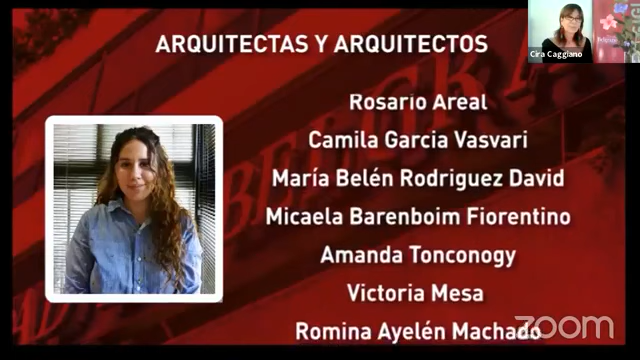 ARQUITECTAS Y ARQUITECTOS
Cira Caggiano
Rosario Areal
Camila Garcia Vasvari
María Belén Rodriguez David
Micaela Barenboim Fiorentino
Amanda Tonconogy
Victoria Mesa
Romina Ayelén Machado
zoom